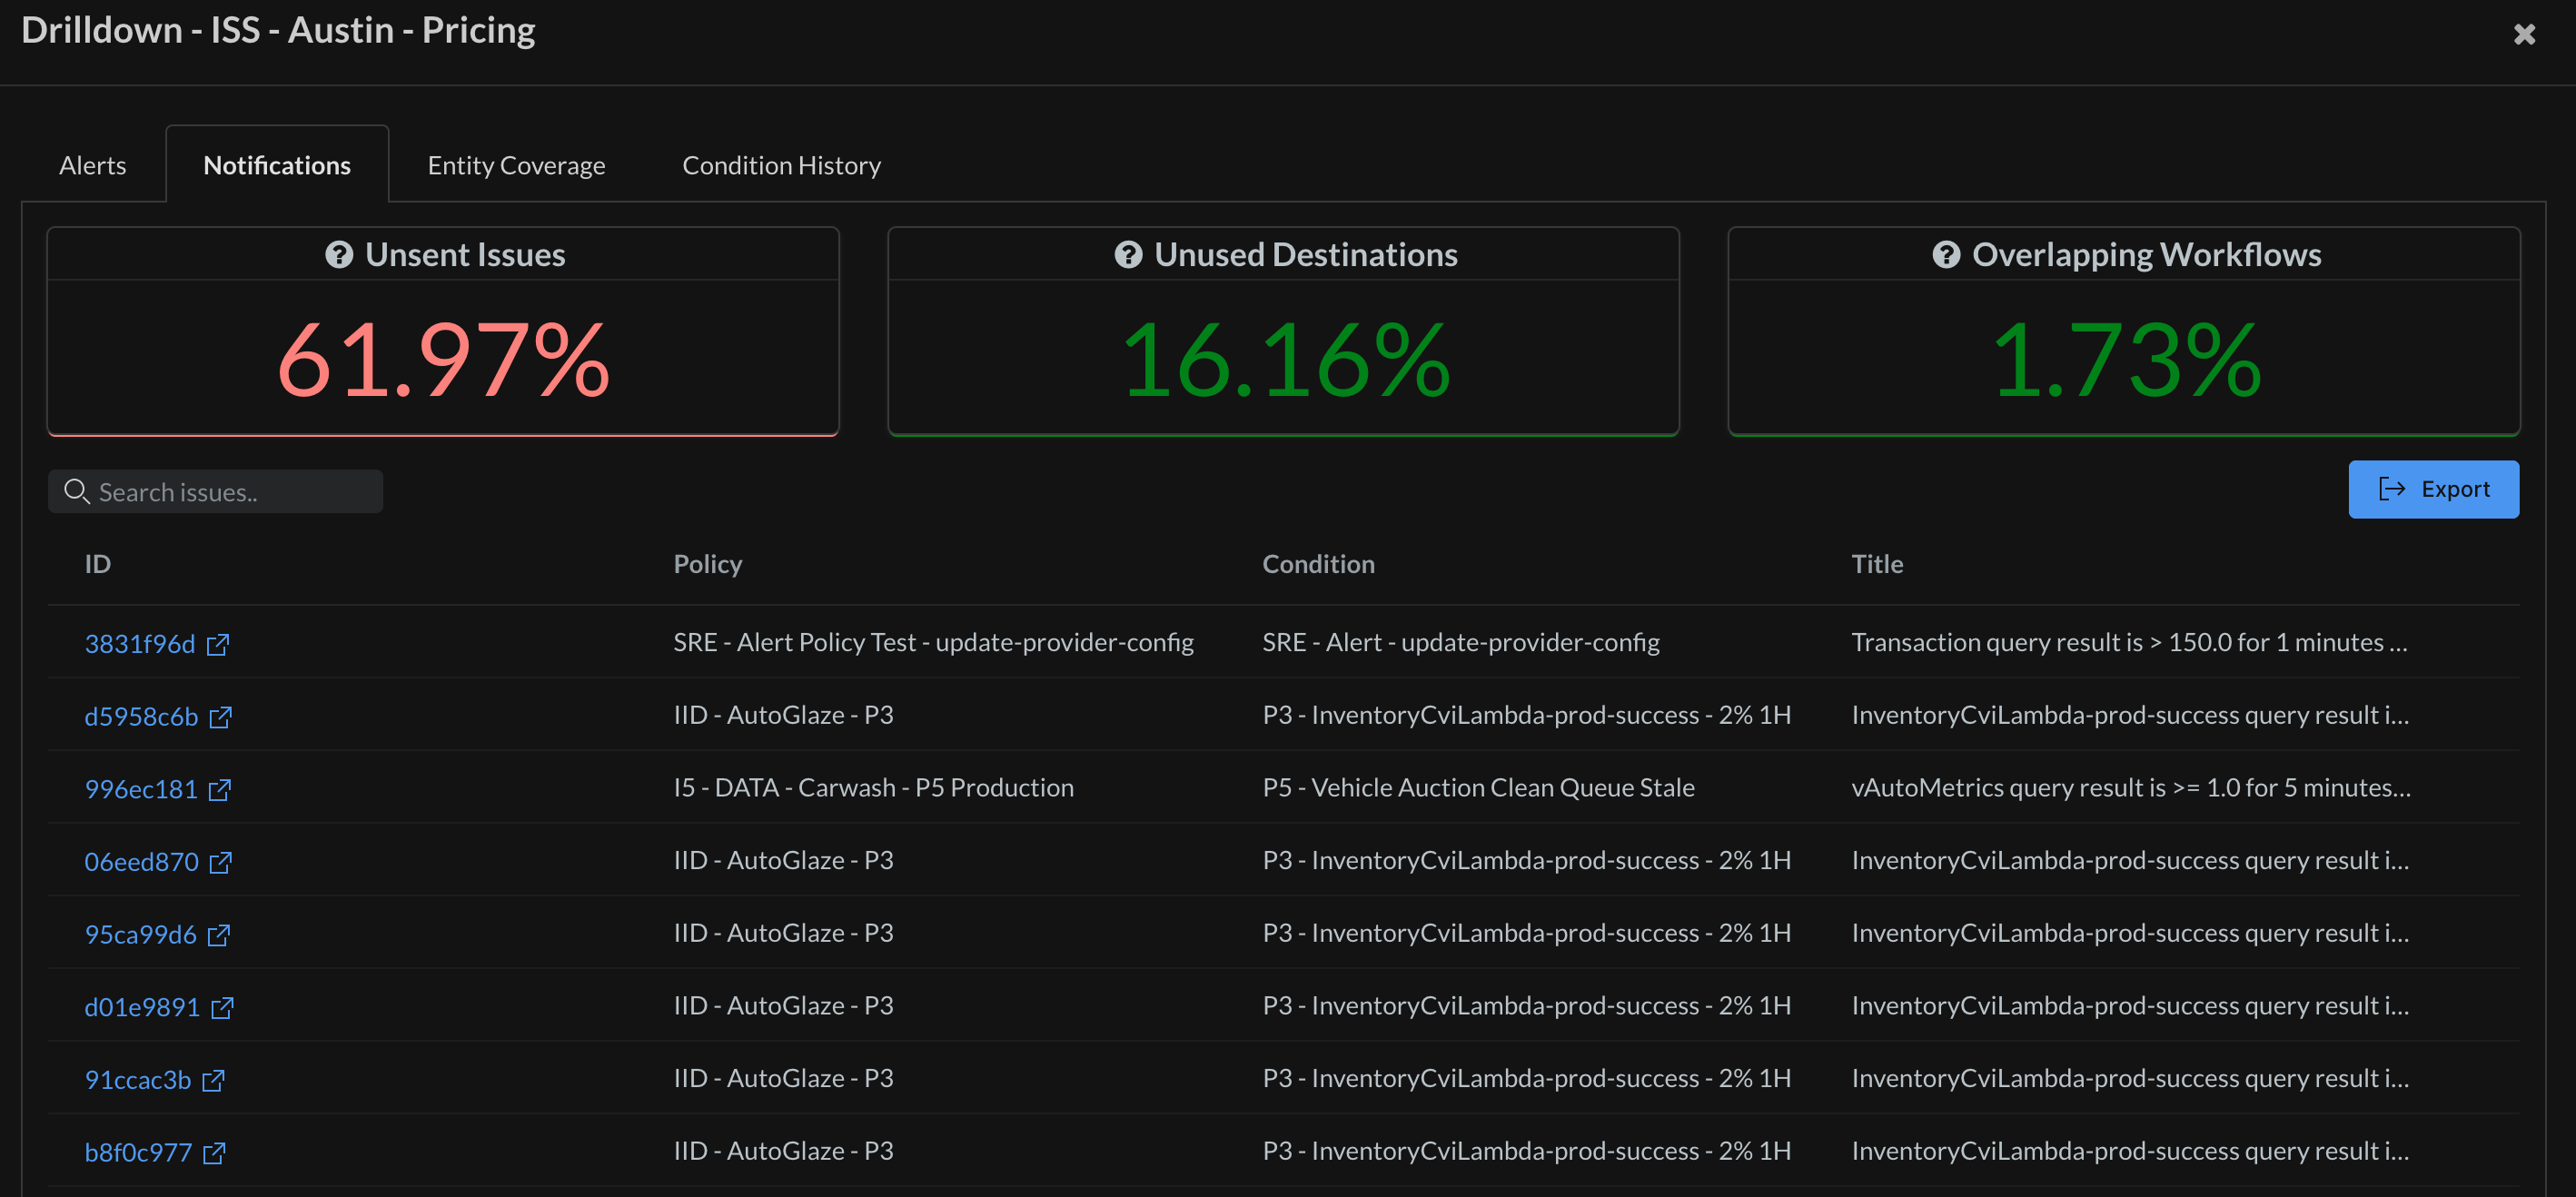 Drilldown - ISS - Austin - Pricing
Alerts Notifications Entity Coverage Condition History
Unsent Issues Unused Destinations Overlapping Workflows
61.97% 16.16% 1.73%
Search issues..
Export
ID Policy Condition Title
3831f96d SRE - Alert Policy Test - update-provider-config SRE - Alert - update-provider-config Transaction query result is > 150.0 for 1 minutes ...
d5958c6b IID - AutoGlaze - P3 P3 - InventoryCviLambda-prod-success - 2% 1H InventoryCviLambda-prod-success query result i...
996ec181 I5 - DATA - Carwash - P5 Production P5 - Vehicle Auction Clean Queue Stale vAutoMetrics query result is >= 1.0 for 5 minutes...
06eed870 IID - AutoGlaze - P3 P3 - InventoryCviLambda-prod-success - 2% 1H InventoryCviLambda-prod-success query result i...
95ca99d6 IID - AutoGlaze - P3 P3 - InventoryCviLambda-prod-success - 2% 1H InventoryCviLambda-prod-success query result i...
d01e9891 IID - AutoGlaze - P3 P3 - InventoryCviLambda-prod-success - 2% 1H InventoryCviLambda-prod-success query result i...
91ccac3b IID - AutoGlaze - P3 P3 - InventoryCviLambda-prod-success - 2% 1H InventoryCviLambda-prod-success query result i...
b8f0c977 IID - AutoGlaze - P3 P3 - InventoryCviLambda-prod-success - 2% 1H InventoryCviLambda-prod-success query result i...